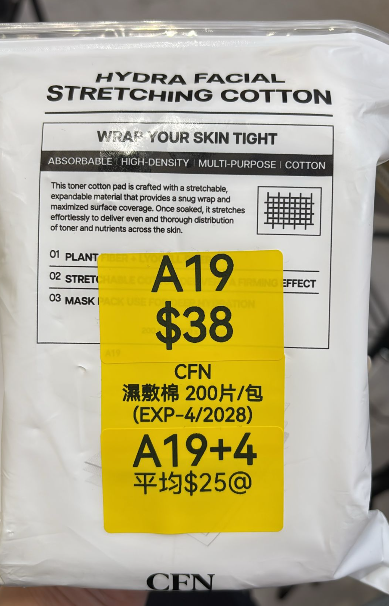 HYDRA FACIAL
STRETCHING COTTON
WRAP YOUR SKIN TIGHT
ABSORBABLE | HIGH-DENSITY | MULTI-PURPOSE | COTTON
This toner cotton pad is crafted with a stretchable,
expandable material that provides a snug wrap and
maximized surface coverage. Once soaked, it stretches
effortlessly to deliver even and thorough distribution
of toner and nutrients across the skin.
01 PLANT
02 STRETC EFFECT
03 MASK
A19
$38
CFN
濕敷棉 200片/包
(EXP-4/2028)
A19+4
平均$25@
CFN